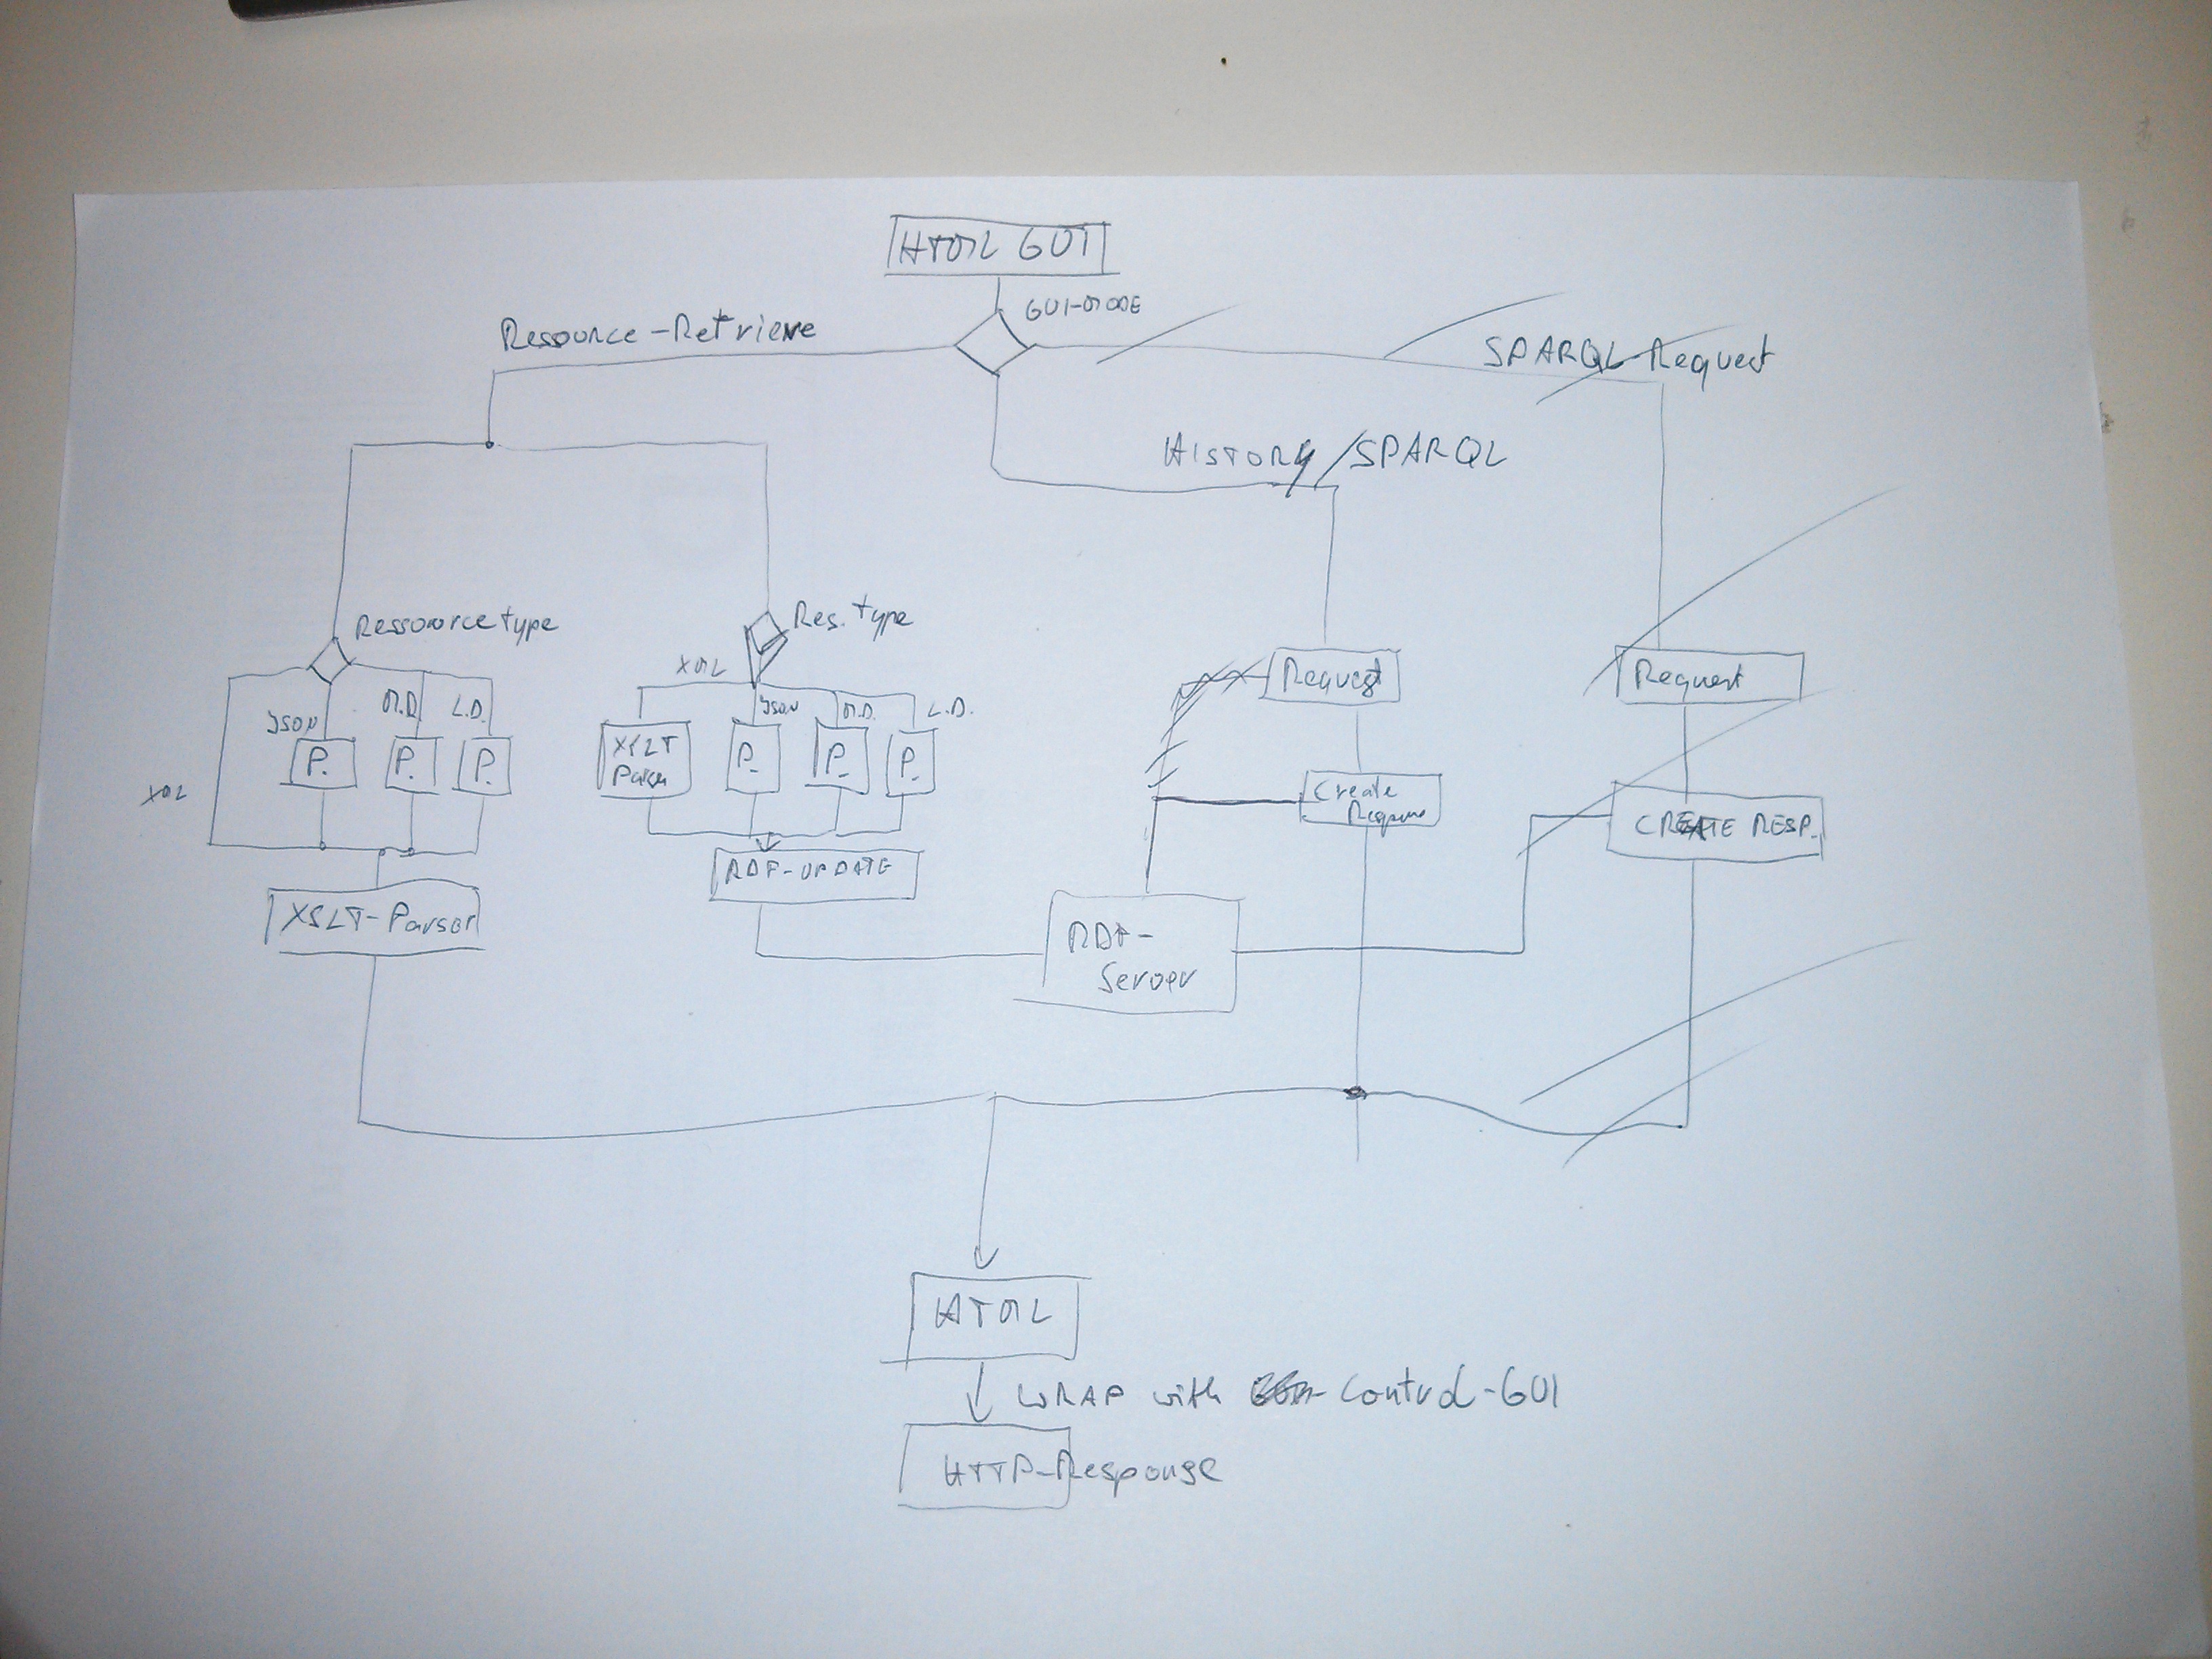 HTML GUI
GUI-MODE
Ressource-Retrieve
SPARQL-Request
HISTORY/SPARQL
Ressource type
Res. type
XML
JSON
M.D.
L.D.
XML
JSON
M.D.
L.D.
P.
P.
P.
XSLT
Parser
P.
P.
P.
Request
Request
Create
Response
CREATE RESP.
RDF-UPDATE
XSLT-Parser
RDF-
Server
HTML
WRAP with Control-GUI
HTTP-Response